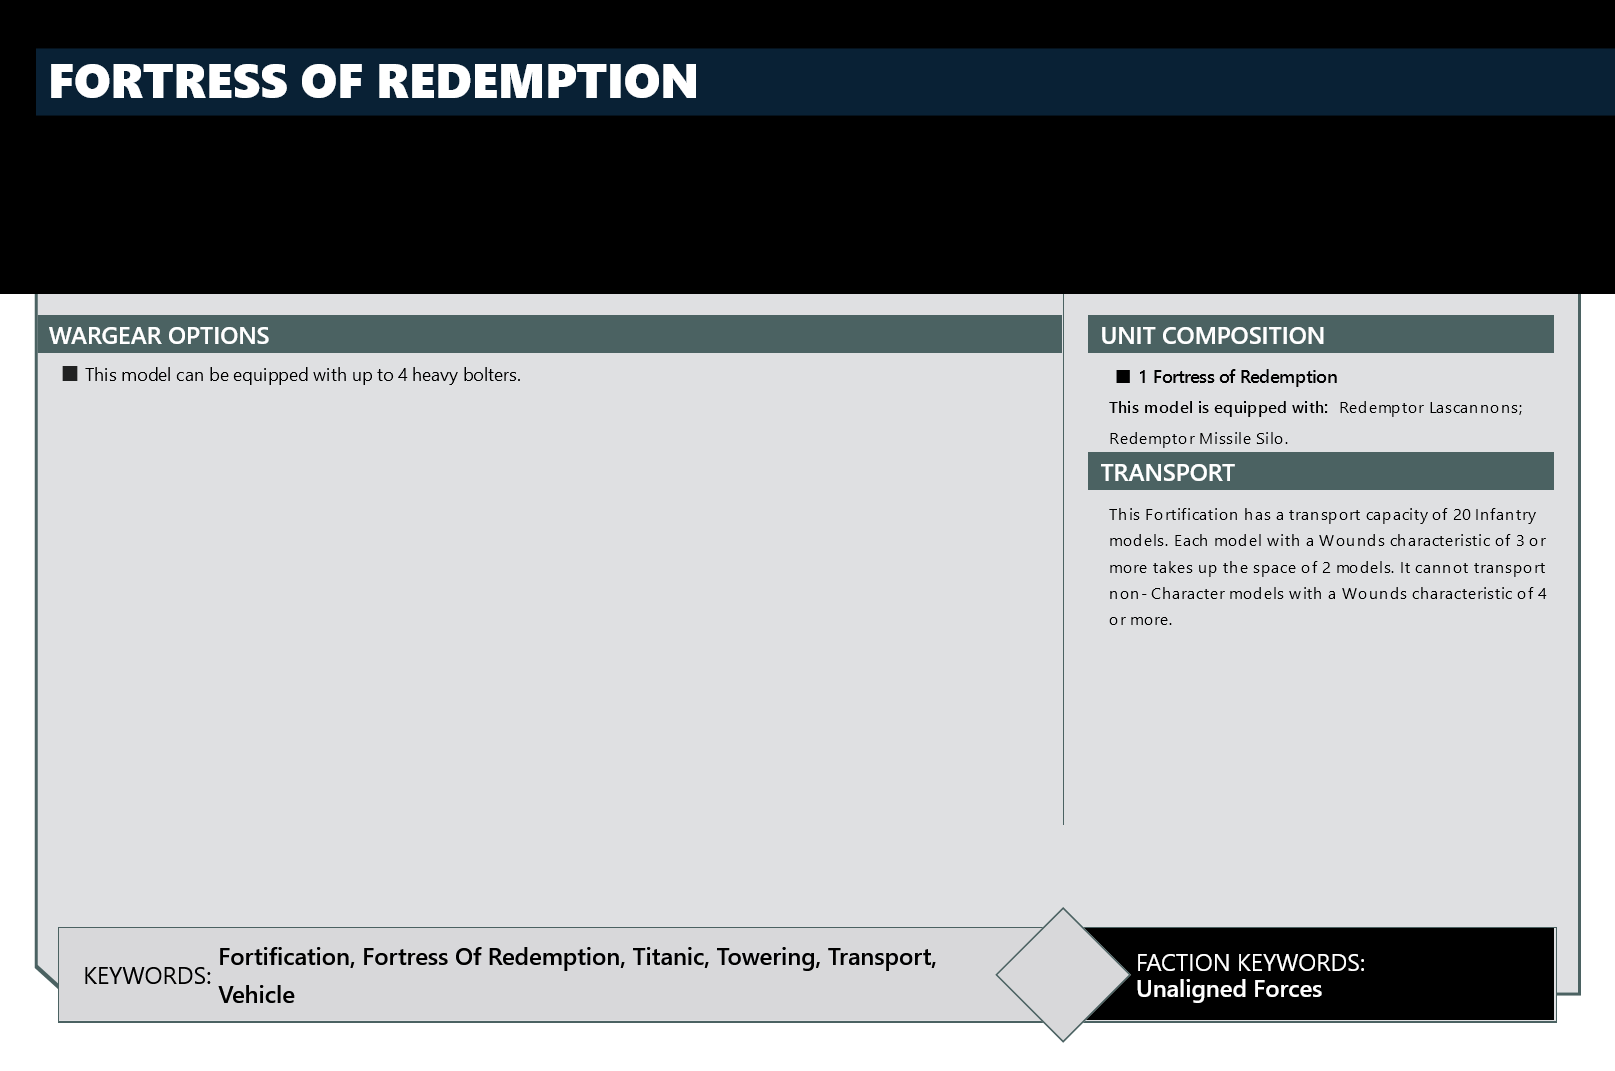 FORTRESS OF REDEMPTION
WARGEAR OPTIONS
■ This model can be equipped with up to 4 heavy bolters.
UNIT COMPOSITION
■ 1 Fortress of Redemption
This model is equipped with: Redemptor Lascannons;
Redemptor Missile Silo.
TRANSPORT
This Fortification has a transport capacity of 20 Infantry
models. Each model with a Wounds characteristic of 3 or
more takes up the space of 2 models. It cannot transport
non- Character models with a Wounds characteristic of 4
or more.
KEYWORDS: Fortification, Fortress Of Redemption, Titanic, Towering, Transport,
Vehicle
FACTION KEYWORDS:
Unaligned Forces